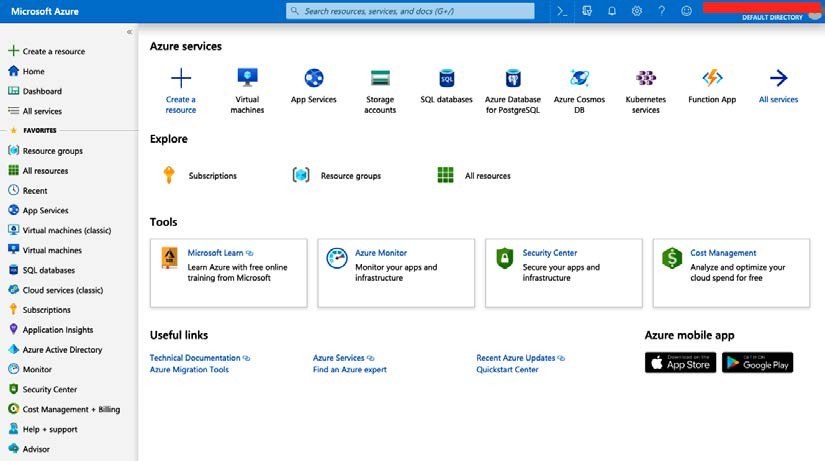 Microsoft Azure
Search resources, services, and docs (G+/)
DEFAULT DIRECTORY
Create a resource
Home
Dashboard
All services
FAVORITES
Resource groups
All resources
Recent
App Services
Virtual machines (classic)
Virtual machines
SQL databases
Cloud services (classic)
Subscriptions
Application Insights
Azure Active Directory
Monitor
Security Center
Cost Management + Billing
Help + support
Advisor
Azure services
Create a
resource
Virtual
machines
App Services
Storage
accounts
SQL
SQL databases
Azure Database
for PostgreSQL
Azure Cosmos
DB
Kubernetes
services
Function App
All services
Explore
Subscriptions
Resource groups
All resources
Tools
Microsoft Learn
Learn Azure with free online
training from Microsoft
Azure Monitor
Monitor your apps and
infrastructure
Security Center
Secure your apps and
infrastructure
Cost Management
Analyze and optimize your
cloud spend for free
Useful links
Technical Documentation
Azure Services
Recent Azure Updates
Azure Migration Tools
Find an Azure expert
Quickstart Center
Azure mobile app
Download on the
App Store
GET IT ON
Google Play